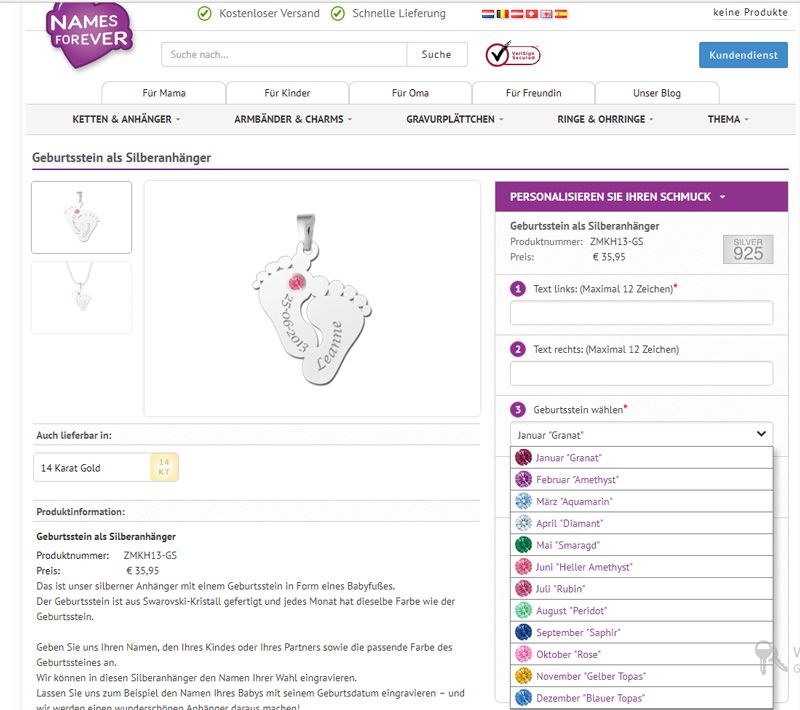 NAMES
FOREVER
Kostenloser Versand
Schnelle Lieferung
keine Produkte
Suche nach...
Suche
VeriSign
Secured
Kundendienst
Für Mama
Für Kinder
Für Oma
Für Freundin
Unser Blog
KETTEN & ANHÄNGER
ARMBÄNDER & CHARMS
GRAVURPLÄTTCHEN
RINGE & OHRRINGE
THEMA
Geburtsstein als Silberanhänger
25-06-2013
Leanne
Auch lieferbar in:
14 Karat Gold
14
KT
Produktinformation:
Geburtsstein als Silberanhänger
Produktnummer: ZMKH13-GS
Preis: € 35,95
Das ist unser silberner Anhänger mit einem Geburtsstein in Form eines Babyfußes.
Der Geburtsstein ist aus Swarovski-Kristall gefertigt und jedes Monat hat dieselbe Farbe wie der
Geburtsstein.
Geben Sie uns Ihren Namen, den Ihres Kindes oder Ihres Partners sowie die passende Farbe des
Geburtssteines an.
Wir können in diesen Silberanhänger den Namen Ihrer Wahl eingravieren.
Lassen Sie uns zum Beispiel den Namen Ihres Babys mit seinem Geburtsdatum eingravieren – und
wir werden einen wunderschönen Anhänger daraus machen!
PERSONALISIEREN SIE IHREN SCHMUCK
Geburtsstein als Silberanhänger
Produktnummer: ZMKH13-GS
Preis: € 35,95
SILVER
925
1 Text links: (Maximal 12 Zeichen)*
2 Text rechts: (Maximal 12 Zeichen)
3 Geburtsstein wählen*
Januar "Granat"
Januar "Granat"
Februar "Amethyst"
März "Aquamarin"
April "Diamant"
Mai "Smaragd"
Juni "Heller Amethyst"
Juli "Rubin"
August "Peridot"
September "Saphir"
Oktober "Rose"
November "Gelber Topas"
Dezember "Blauer Topas"